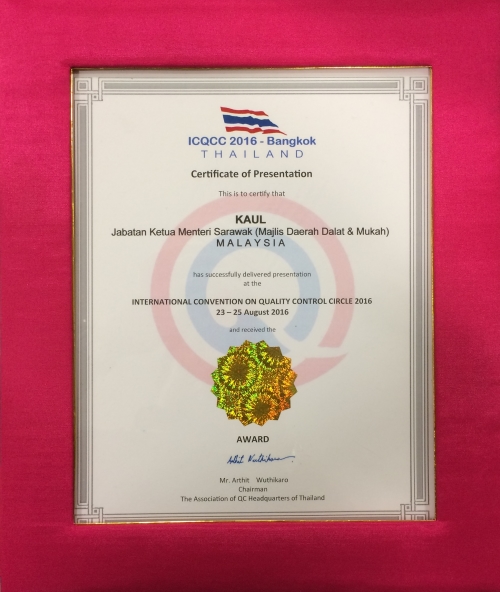 ICQCC 2016 - Bangkok
THAILAND
Certificate of Presentation
This is to certify that
KAUL
Jabatan Ketua Menteri Sarawak (Majlis Daerah Dalat & Mukah)
MALAYSIA
has successfully delivered presentation
at the
INTERNATIONAL CONVENTION ON QUALITY CONTROL CIRCLE 2016
23 – 25 August 2016
and received the
AWARD
Arthit Wuthikaro
Mr. Arthit Wuthikaro
Chairman
The Association of QC Headquarters of Thailand